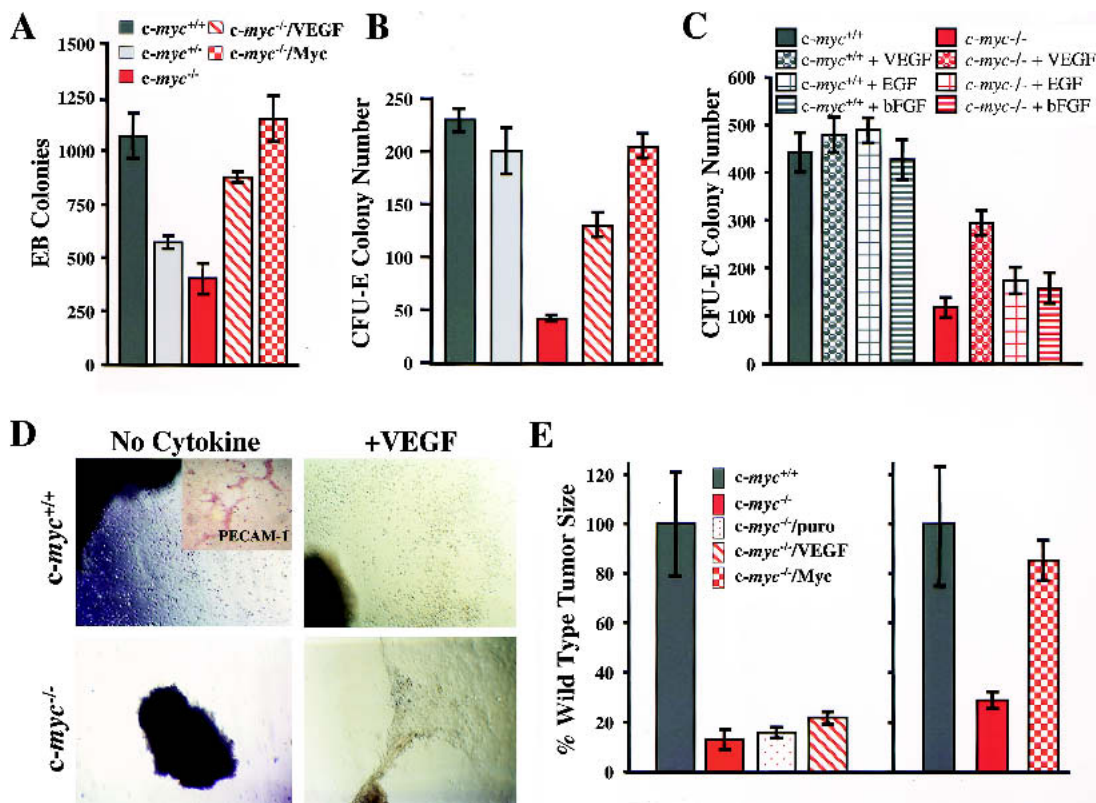 A
c-myc+/+
c-myc+/-
c-myc-/-
c-myc-/-/VEGF
c-myc-/-/Myc
EB Colonies
1500
1250
1000
750
500
250
0
B
CFU-E Colony Number
250
200
150
100
50
0
C
c-myc+/+
c-myc+/+ + VEGF
c-myc+/+ + EGF
c-myc+/+ + bFGF
c-myc-/-
c-myc-/- + VEGF
c-myc-/- + EGF
c-myc-/- + bFGF
CFU-E Colony Number
600
500
400
300
200
100
0
D
No Cytokine
+VEGF
c-myc+/+
PECAM-1
c-myc-/-
E
% Wild Type Tumor Size
120
100
80
60
40
20
0
c-myc+/+
c-myc-/-
c-myc-/-/puro
c-myc-/-/VEGF
c-myc-/-/Myc